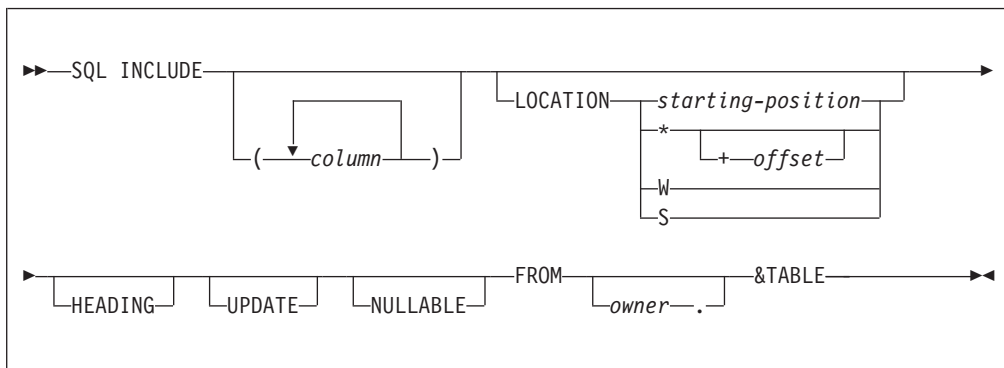 SQL INCLUDE
LOCATION starting-position
( column )
*
+ offset
W
S
FROM &TABLE
HEADING UPDATE NULLABLE owner .